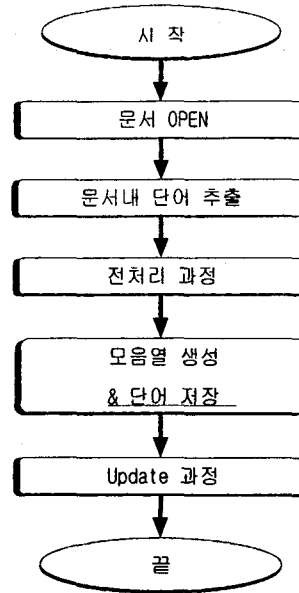 시 작
문서 OPEN
문서내 단어 추출
전처리 과정
모음열 생성
& 단어 저장
Update 과정
끝